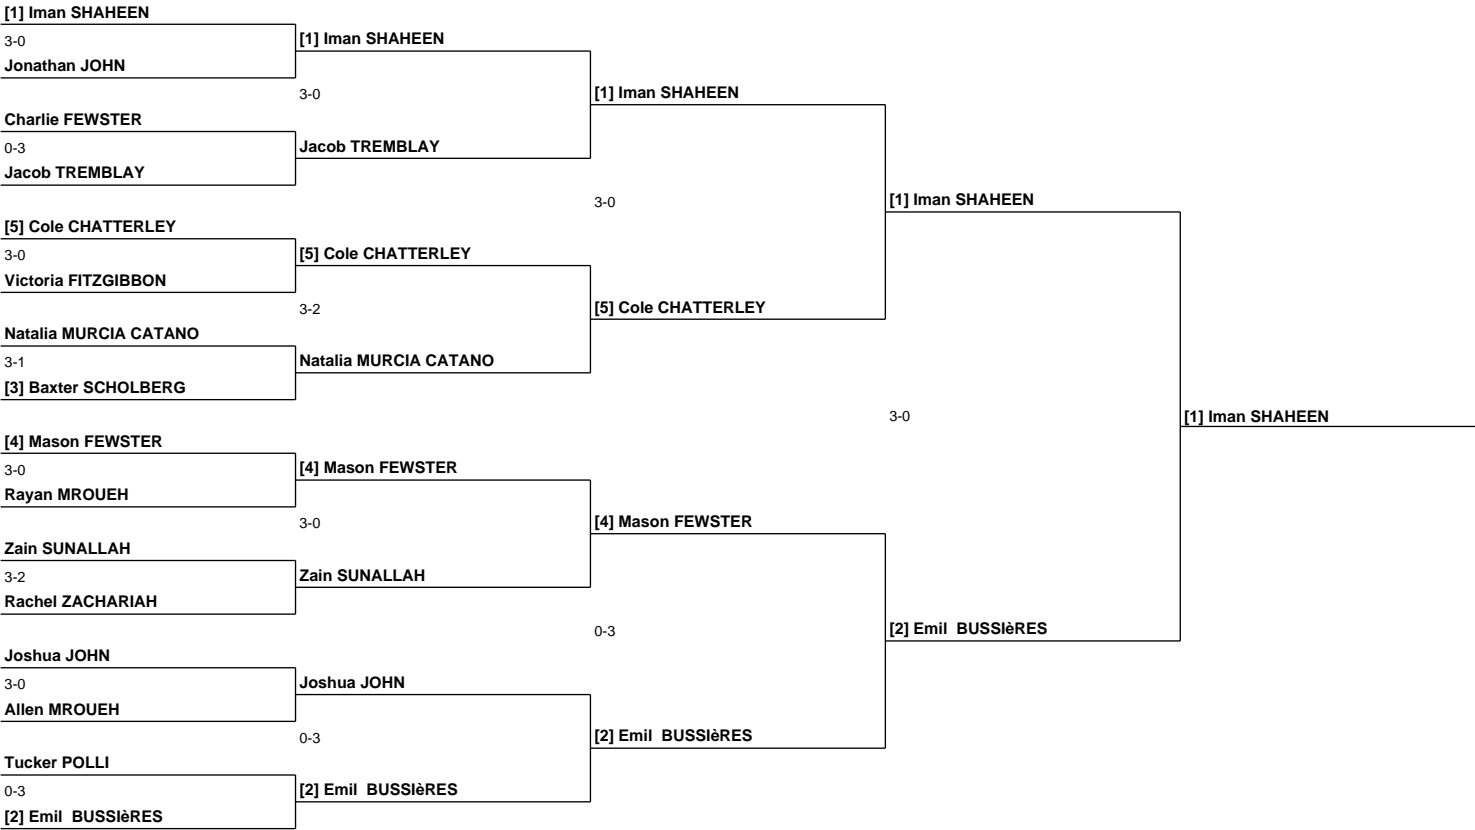 [1] Iman SHAHEEN
3-0
Jonathan JOHN
Charlie FEWSTER
0-3
Jacob TREMBLAY
[5] Cole CHATTERLEY
3-0
Victoria FITZGIBBON
Natalia MURCIA CATANO
3-1
[3] Baxter SCHOLBERG
[4] Mason FEWSTER
3-0
Rayan MROUEH
Zain SUNALLAH
3-2
Rachel ZACHARIAH
Joshua JOHN
3-0
Allen MROUEH
Tucker POLLI
0-3
[2] Emil  BUSSIèRES
[1] Iman SHAHEEN
3-0
Jacob TREMBLAY
[5] Cole CHATTERLEY
3-2
Natalia MURCIA CATANO
[4] Mason FEWSTER
3-0
Zain SUNALLAH
Joshua JOHN
0-3
[2] Emil  BUSSIèRES
[1] Iman SHAHEEN
3-0
[5] Cole CHATTERLEY
[4] Mason FEWSTER
0-3
[2] Emil  BUSSIèRES
[1] Iman SHAHEEN
3-0
[2] Emil  BUSSIèRES
[1] Iman SHAHEEN